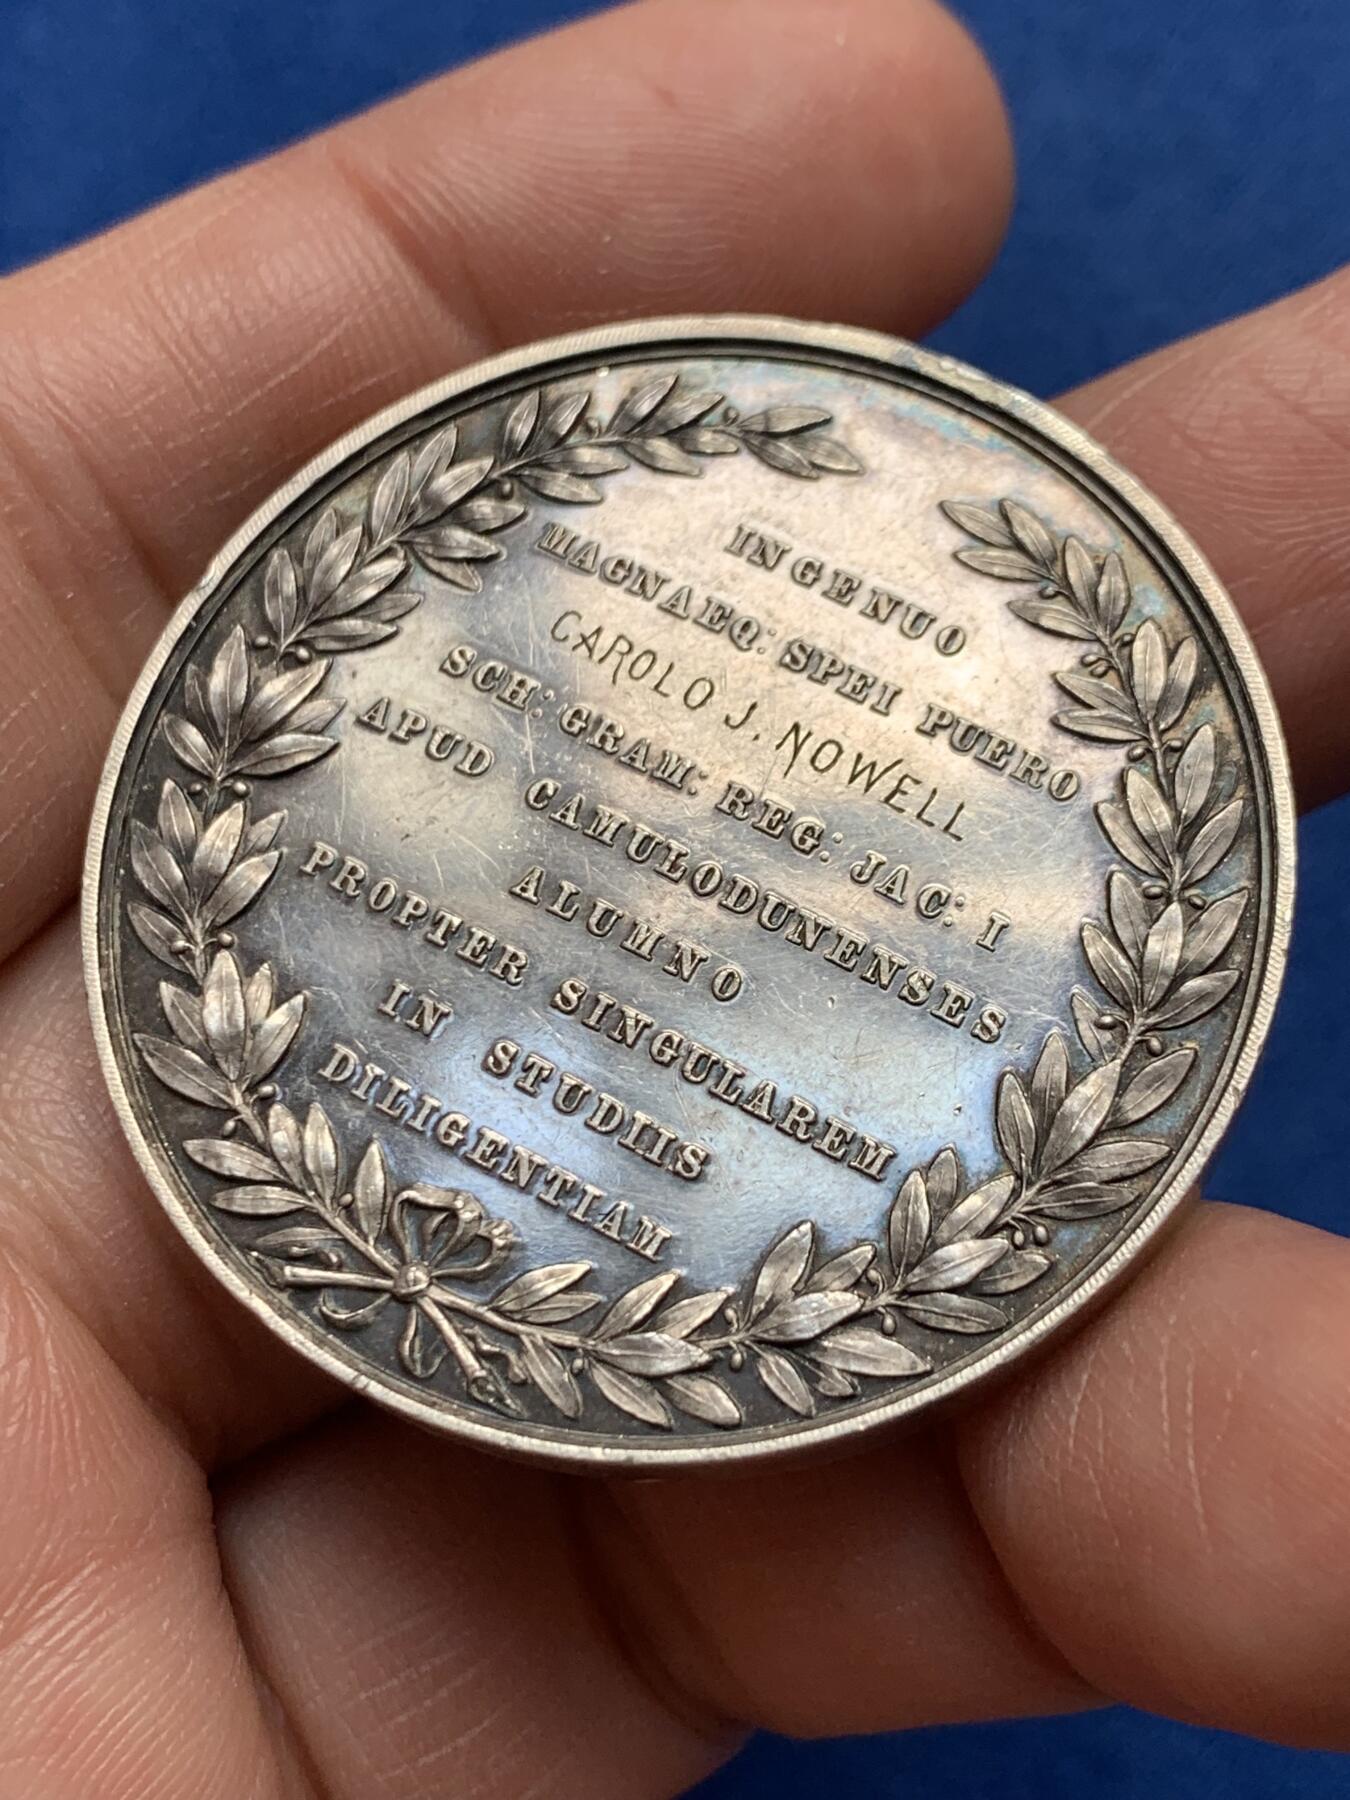 INGENUO
MAGNAEQ: SPEI PUERO
CAROLO J. NOWELL
SCH: GRAM: REG: JAC: I
APUD CAMULODUNENSES
ALUMNO
PROPTER SINGULAREM
IN STUDIIS
DILIGENTIAM